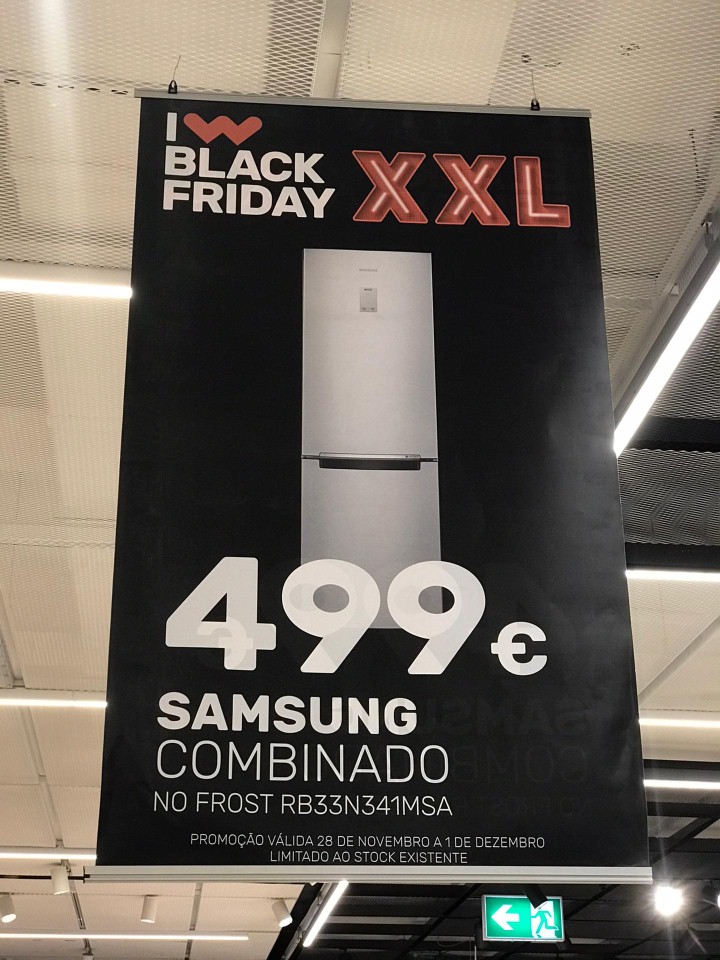 I
BLACK
FRIDAY
XXL
499€
SAMSUNG
COMBINADO
NO FROST RB33N341MSA
PROMOÇÃO VÁLIDA 28 DE NOVEMBRO A 1 DE DEZEMBRO
LIMITADO AO STOCK EXISTENTE